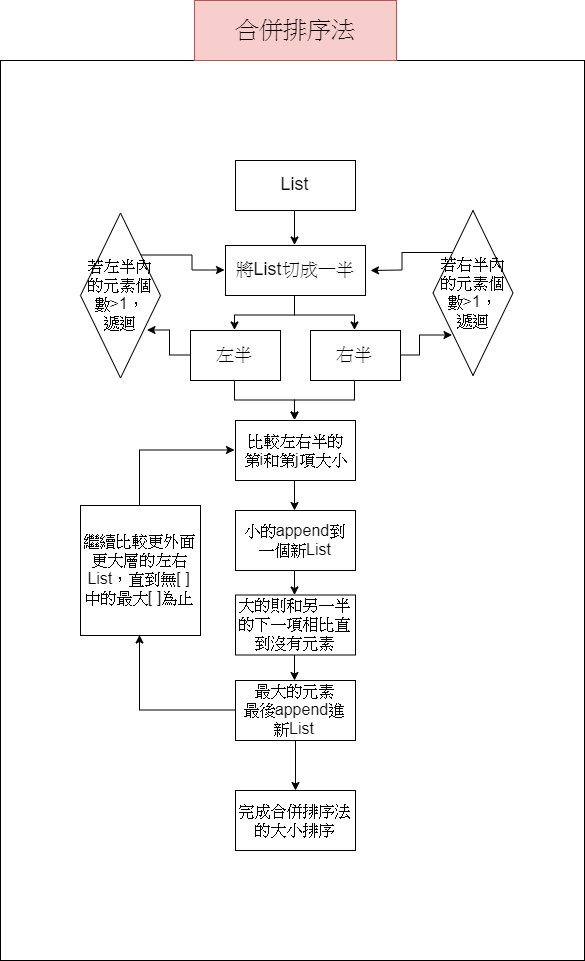 合併排序法
List
將List切成一半
若左半內
的元素個
數>1，
遞迴
若右半內
的元素個
數>1，
遞迴
左半
右半
比較左右半的
第i和第j項大小
小的append到
一個新List
大的則和另一半
的下一項相比直
到沒有元素
最大的元素
最後append進
新List
繼續比較更外面
更大層的左右
List，直到無[ ]
中的最大[ ]為止
完成合併排序法
的大小排序